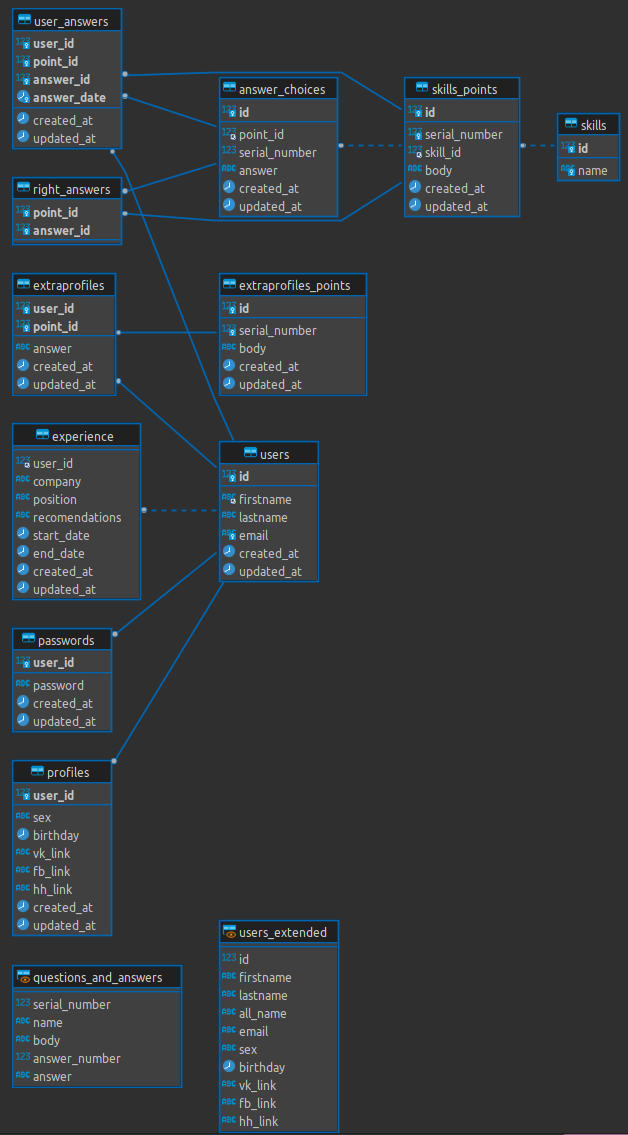 user_answers
123 user_id
123 point_id
123 answer_id
answer_date
created_at
updated_at
answer_choices
123 id
123 point_id
123 serial_number
ABC answer
created_at
updated_at
skills_points
123 id
123 serial_number
123 skill_id
ABC body
created_at
updated_at
skills
123 id
ABC name
right_answers
123 point_id
123 answer_id
extraprofiles
123 user_id
123 point_id
ABC answer
created_at
updated_at
extraprofiles_points
123 id
123 serial_number
ABC body
created_at
updated_at
experience
123 user_id
ABC company
ABC position
ABC recomendations
start_date
end_date
created_at
updated_at
users
123 id
ABC firstname
ABC lastname
ABC email
created_at
updated_at
passwords
123 user_id
ABC password
created_at
updated_at
profiles
123 user_id
ABC sex
birthday
ABC vk_link
ABC fb_link
ABC hh_link
created_at
updated_at
users_extended
123 id
ABC firstname
ABC lastname
ABC all_name
ABC email
ABC sex
birthday
ABC vk_link
ABC fb_link
ABC hh_link
questions_and_answers
123 serial_number
ABC name
ABC body
123 answer_number
ABC answer